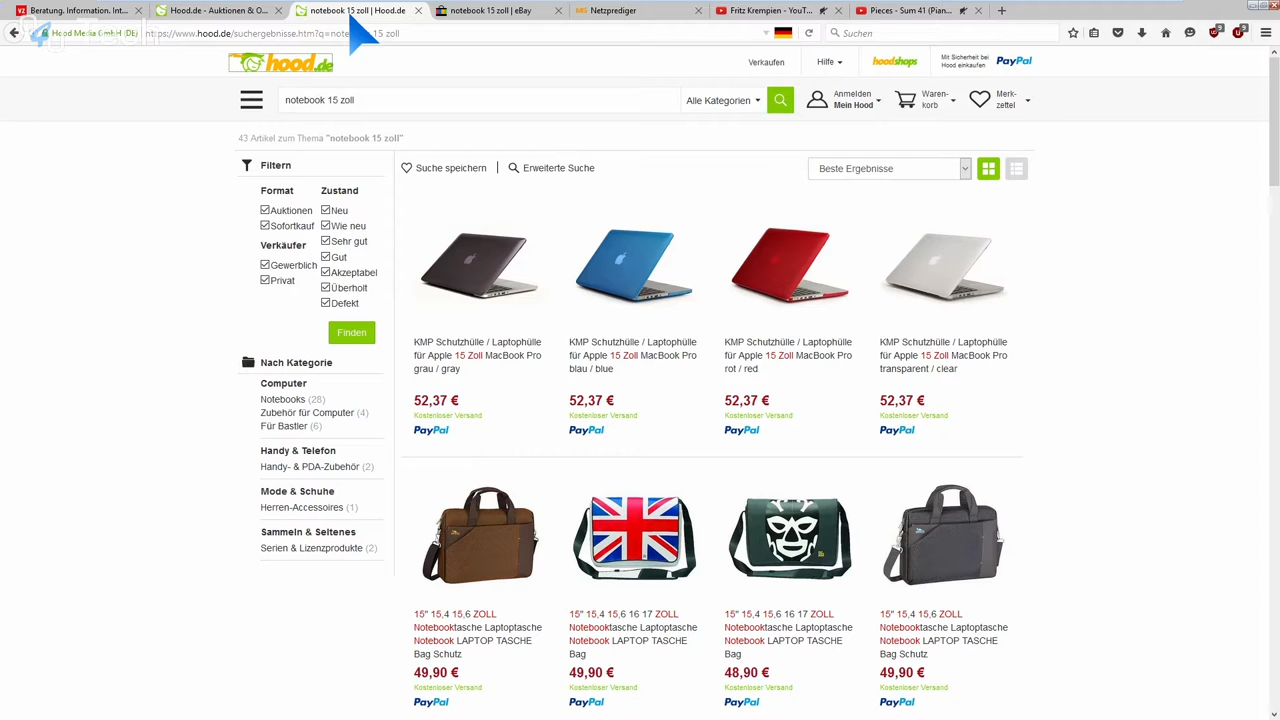 Beratung. Information. Int...
Hood.de - Auktionen & O...
notebook 15 zoll | Hood.de
notebook 15 zoll | eBay
Netzprediger
Fritz Krempien - YouT...
Pieces - Sum 41 (Pian...
Hood Media GmbH (DE)
https://www.hood.de/suchergebnisse.htm?q=notebook 15 zoll
Suchen
hood.de
Verkaufen
Hilfe
hoodshops
Mit Sicherheit bei
Hood einkaufen
PayPal
notebook 15 zoll
Alle Kategorien
Anmelden
Mein Hood
Waren-
korb
Merk-
zettel
43 Artikel zum Thema "notebook 15 zoll"
Filtern
Suche speichern
Erweiterte Suche
Beste Ergebnisse
Format
Zustand
Auktionen
Neu
Sofortkauf
Wie neu
Verkäufer
Sehr gut
Gut
Gewerblich
Akzeptabel
Privat
Überholt
Defekt
Finden
Nach Kategorie
Computer
Notebooks (28)
Zubehör für Computer (4)
Für Bastler (6)
Handy & Telefon
Handy- & PDA-Zubehör (2)
Mode & Schuhe
Herren-Accessoires (1)
Sammeln & Seltenes
Serien & Lizenzprodukte (2)
KMP Schutzhülle / Laptophülle
für Apple 15 Zoll MacBook Pro
grau / gray
52,37 €
Kostenloser Versand
PayPal
KMP Schutzhülle / Laptophülle
für Apple 15 Zoll MacBook Pro
blau / blue
52,37 €
Kostenloser Versand
PayPal
KMP Schutzhülle / Laptophülle
für Apple 15 Zoll MacBook Pro
rot / red
52,37 €
Kostenloser Versand
PayPal
KMP Schutzhülle / Laptophülle
für Apple 15 Zoll MacBook Pro
transparent / clear
52,37 €
Kostenloser Versand
PayPal
15" 15,4 15,6 ZOLL
Notebooktasche Laptoptasche
Notebook LAPTOP TASCHE
Bag Schutz
49,90 €
Kostenloser Versand
PayPal
15" 15,4 15,6 16 17 ZOLL
Notebooktasche Laptoptasche
Notebook LAPTOP TASCHE
Bag
49,90 €
Kostenloser Versand
PayPal
15" 15,4 15,6 16 17 ZOLL
Notebooktasche Laptoptasche
Notebook LAPTOP TASCHE
Bag
48,90 €
Kostenloser Versand
PayPal
15" 15,4 15,6 ZOLL
Notebooktasche Laptoptasche
Notebook LAPTOP TASCHE
Bag Schutz
49,90 €
Kostenloser Versand
PayPal